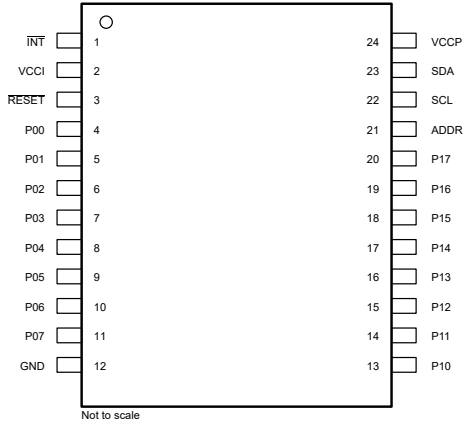 INT 1 24 VCCP
VCCI 2 23 SDA
RESET 3 22 SCL
P00 4 21 ADDR
P01 5 20 P17
P02 6 19 P16
P03 7 18 P15
P04 8 17 P14
P05 9 16 P13
P06 10 15 P12
P07 11 14 P11
GND 12 13 P10
Not to scale